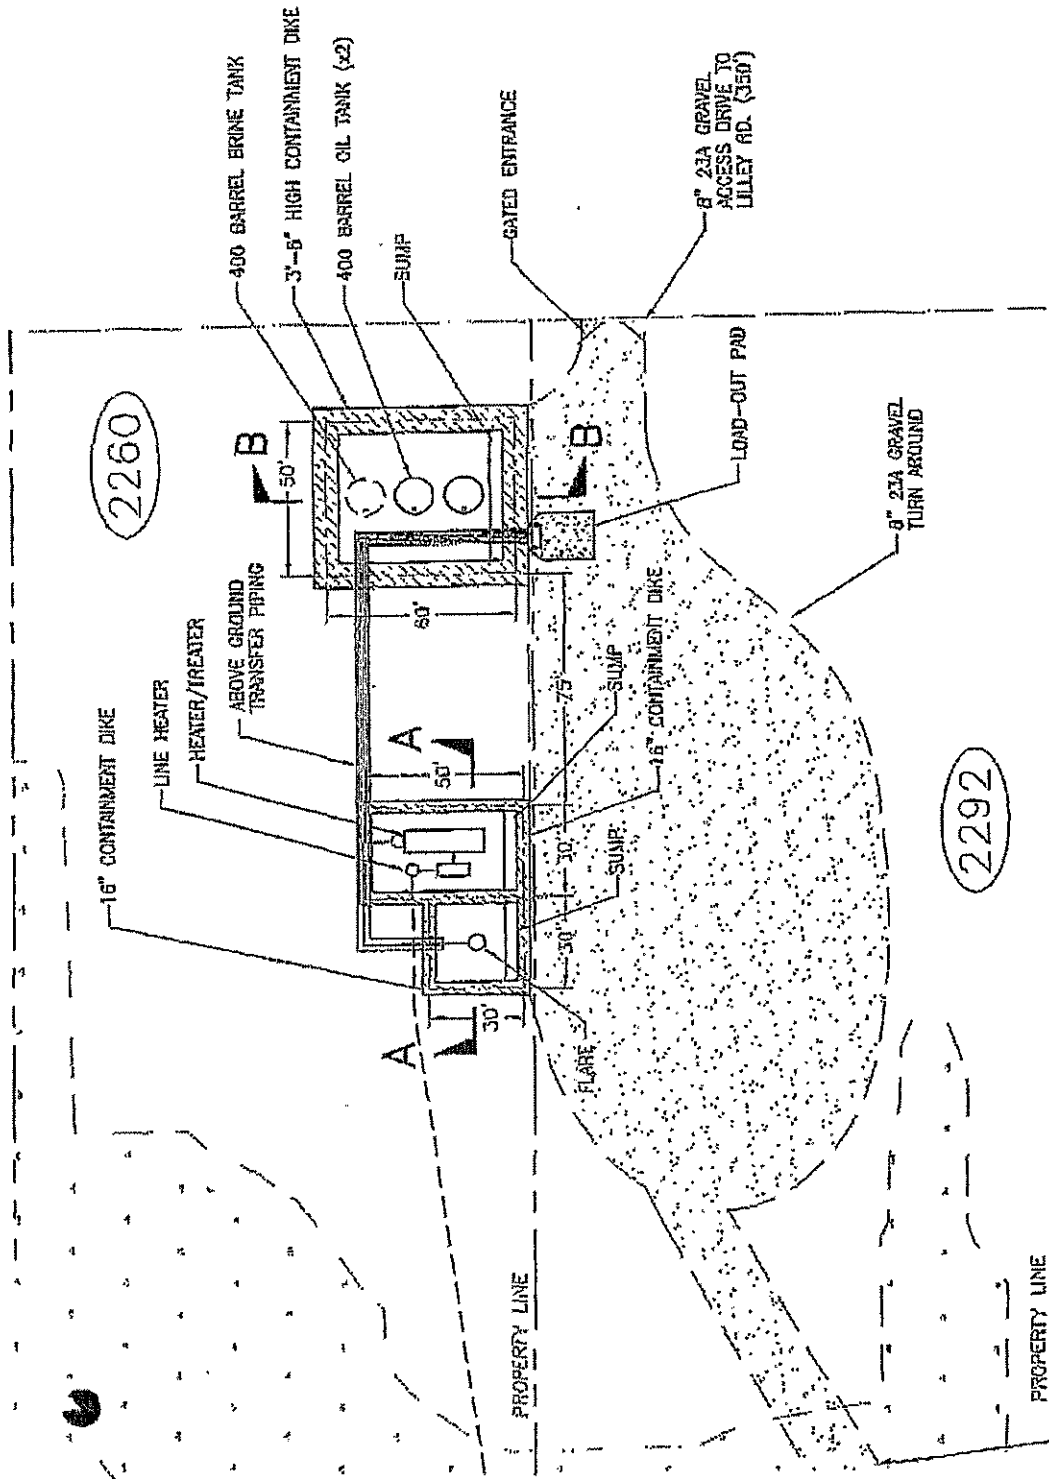 400 BARREL BRINE TANK
3'-6" HIGH CONTAINMENT DIKE
400 BARREL OIL TANK (x2)
SUMP
GATED ENTRANCE
8" 23A GRAVEL
ACCESS DRIVE TO
LILLEY RD. (350')
2260
B
50'
B
LOAD-OUT PAD
8" 23A GRAVEL
TURN AROUND
16" CONTAINMENT DIKE
LINE HEATER
HEATER/TREATER
ABOVE GROUND
TRANSFER PIPING
60'
75'
A
50'
SUMP
16" CONTAINMENT DIKE
30'
SUMP
30'
A
30'
FLARE
2292
PROPERTY LINE
PROPERTY LINE